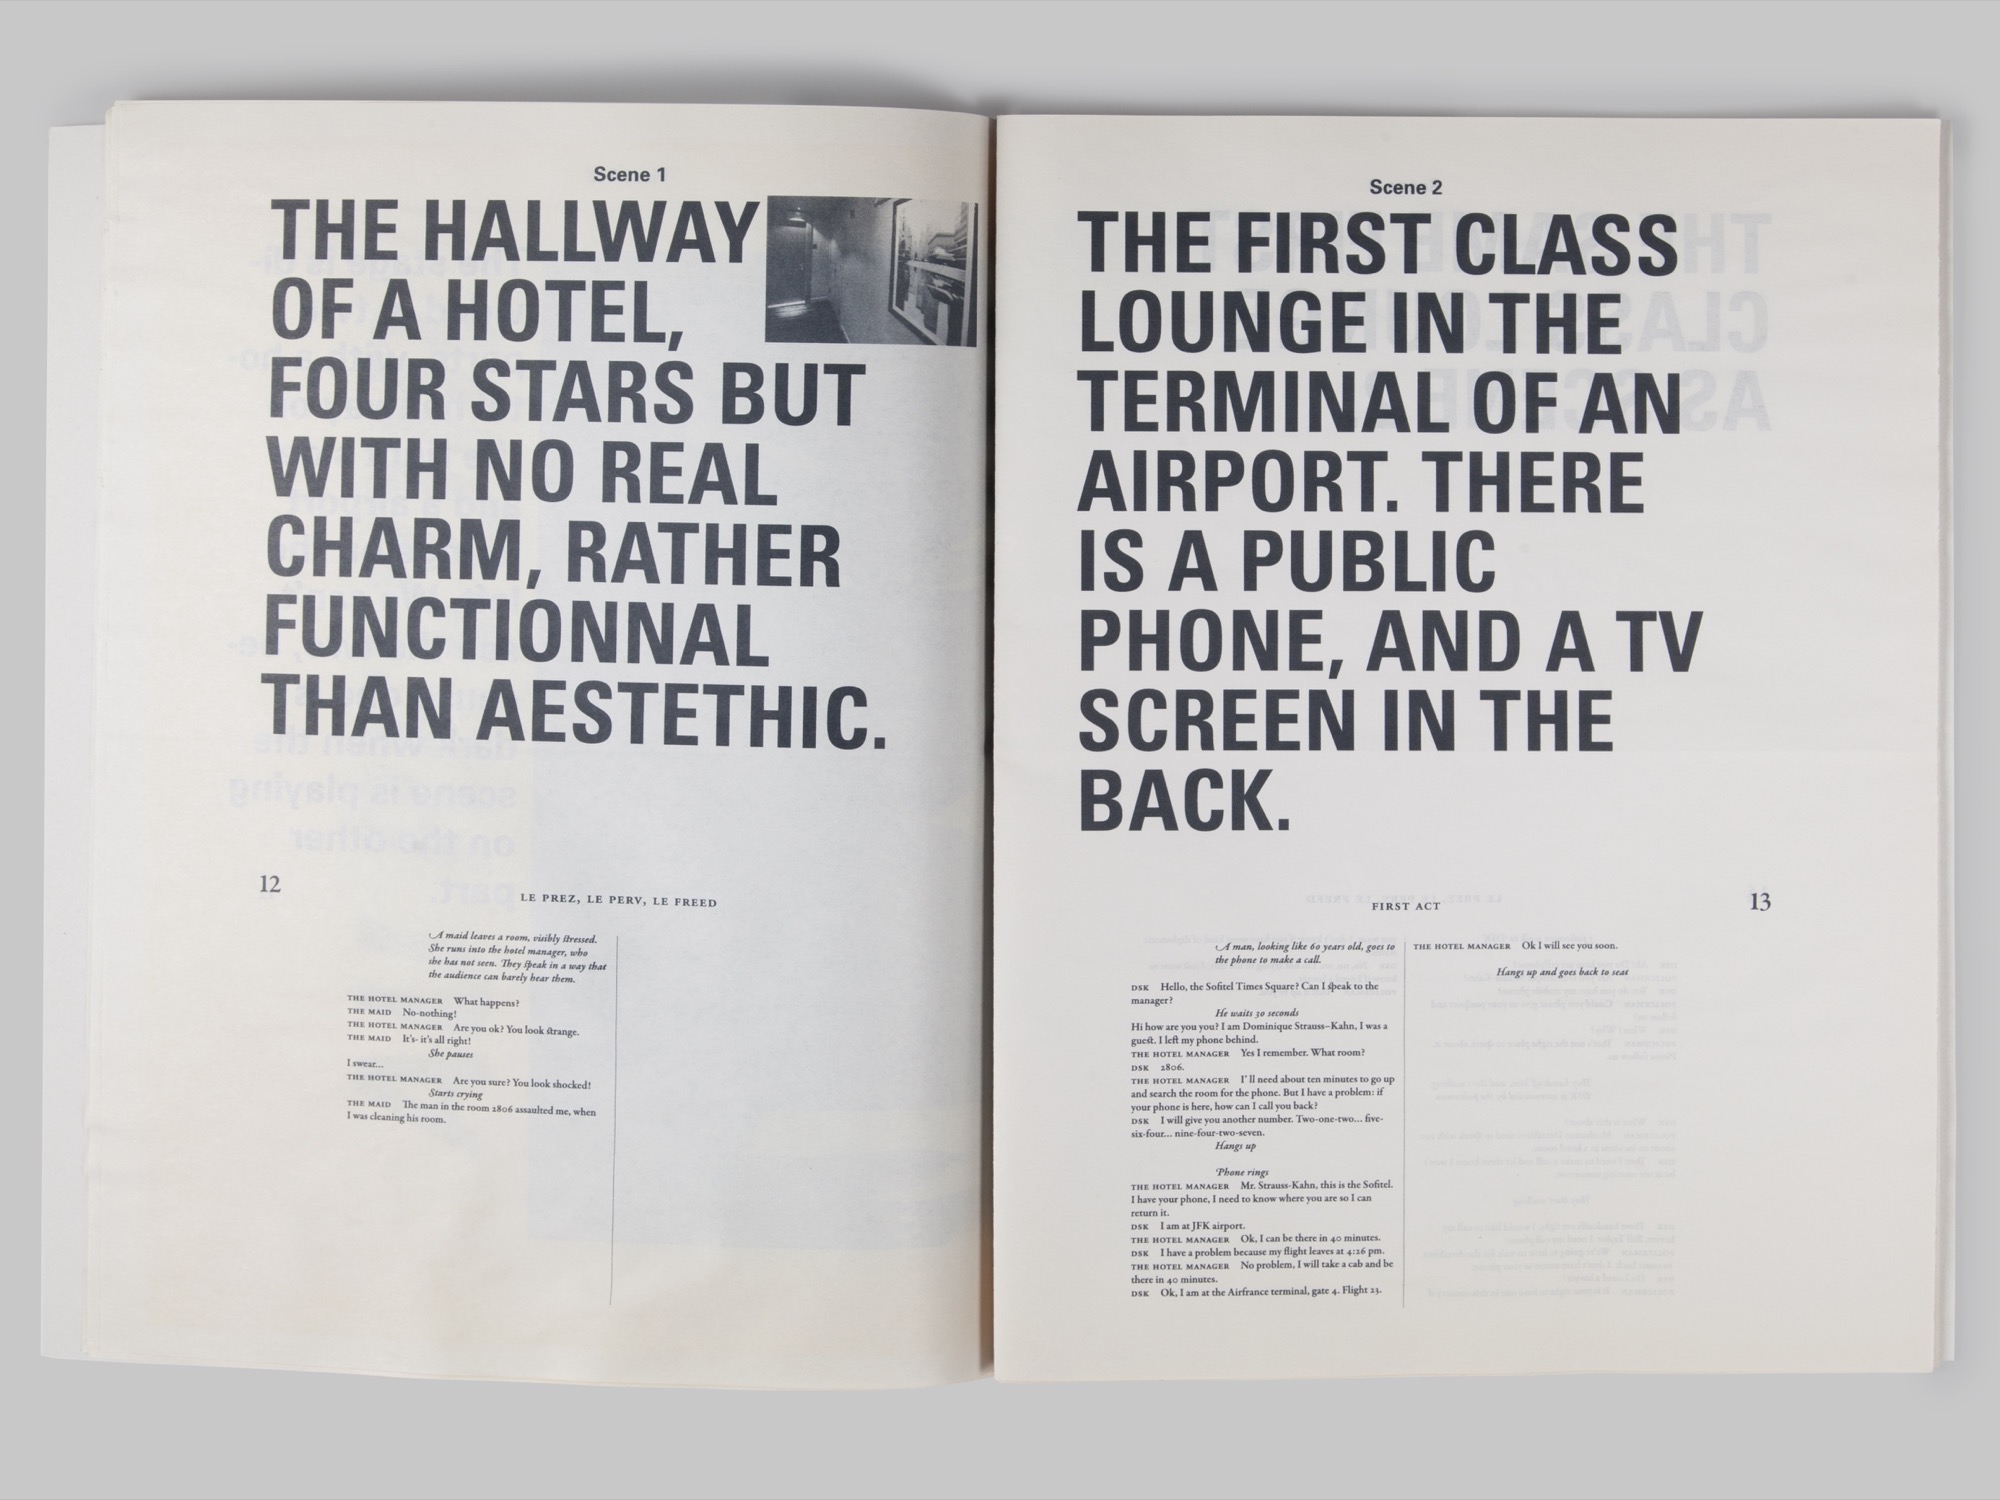 Scene 1
THE HALLWAY
OF A HOTEL,
FOUR STARS BUT
WITH NO REAL
CHARM, RATHER
FUNCTIONNAL
THAN AESTETHIC.
12
LE PREZ, LE PERV, LE FREED
A maid leaves a room, visibly stressed.
She runs into the hotel manager, who
she has not seen. They speak in a way that
the audience can barely hear them.
THE HOTEL MANAGER What happens?
THE MAID No-nothing!
THE HOTEL MANAGER Are you ok? You look strange.
THE MAID It's- it's all right!
She pauses
I swear...
THE HOTEL MANAGER Are you sure? You look shocked!
Starts crying
THE MAID The man in the room 2806 assaulted me, when
I was cleaning his room.
Scene 2
THE FIRST CLASS
LOUNGE IN THE
TERMINAL OF AN
AIRPORT. THERE
IS A PUBLIC
PHONE, AND A TV
SCREEN IN THE
BACK.
FIRST ACT
13
A man, looking like 60 years old, goes to
the phone to make a call.
DSK Hello, the Sofitel Times Square? Can I speak to the
manager?
He waits 30 seconds
Hi how are you you? I am Dominique Strauss–Kahn, I was a
guest. I left my phone behind.
THE HOTEL MANAGER Yes I remember. What room?
DSK 2806.
THE HOTEL MANAGER I' ll need about ten minutes to go up
and search the room for the phone. But I have a problem: if
your phone is here, how can I call you back?
DSK I will give you another number. Two-one-two... five-
six-four... nine-four-two-seven.
Hangs up
Phone rings
THE HOTEL MANAGER Mr. Strauss-Kahn, this is the Sofitel.
I have your phone, I need to know where you are so I can
return it.
DSK I am at JFK airport.
THE HOTEL MANAGER Ok, I can be there in 40 minutes.
DSK I have a problem because my flight leaves at 4:26 pm.
THE HOTEL MANAGER No problem, I will take a cab and be
there in 40 minutes.
DSK Ok, I am at the Airfrance terminal, gate 4. Flight 23.
THE HOTEL MANAGER Ok I will see you soon.
Hangs up and goes back to seat